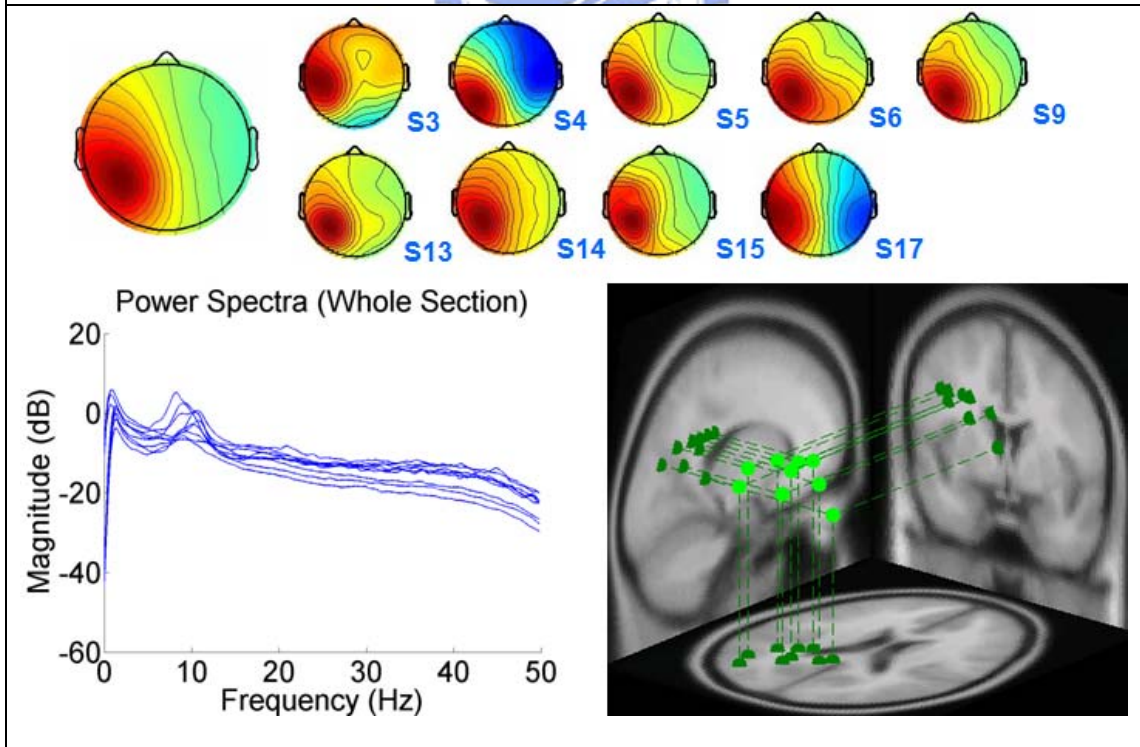 S3 S4 S5 S6 S9
S13 S14 S15 S17
Power Spectra (Whole Section)
Magnitude (dB)
20
0
-20
-40
-60
0 10 20 30 40 50
Frequency (Hz)